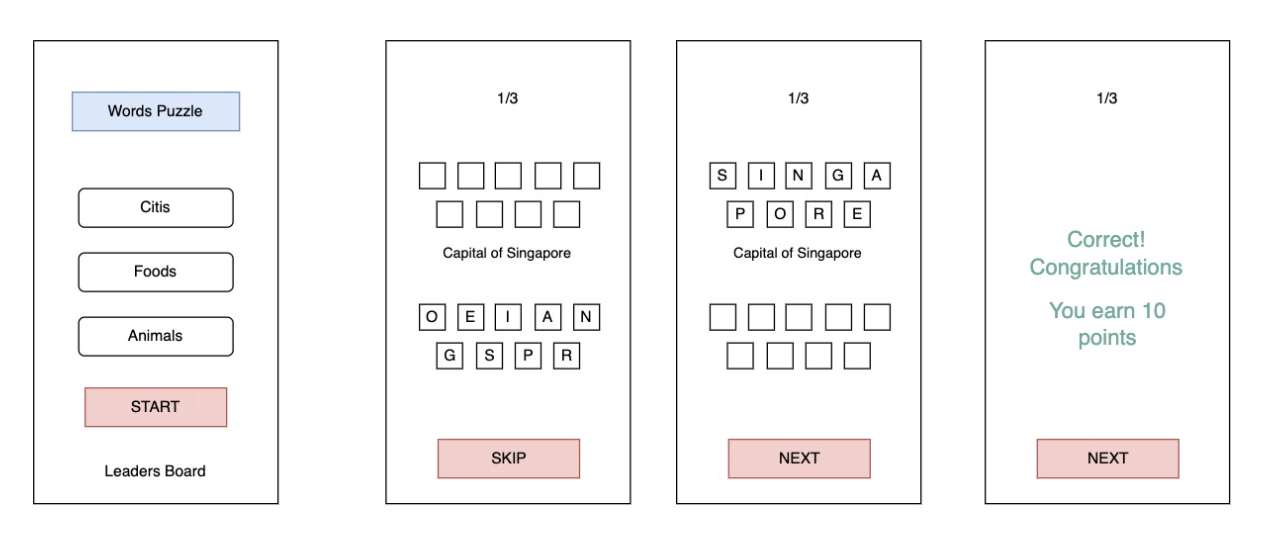 Words Puzzle
Citis
Foods
Animals
START
Leaders Board
1/3
Capital of Singapore
O E I A N
G S P R
SKIP
1/3
S I N G A
P O R E
Capital of Singapore
NEXT
1/3
Correct!
Congratulations
You earn 10
points
NEXT